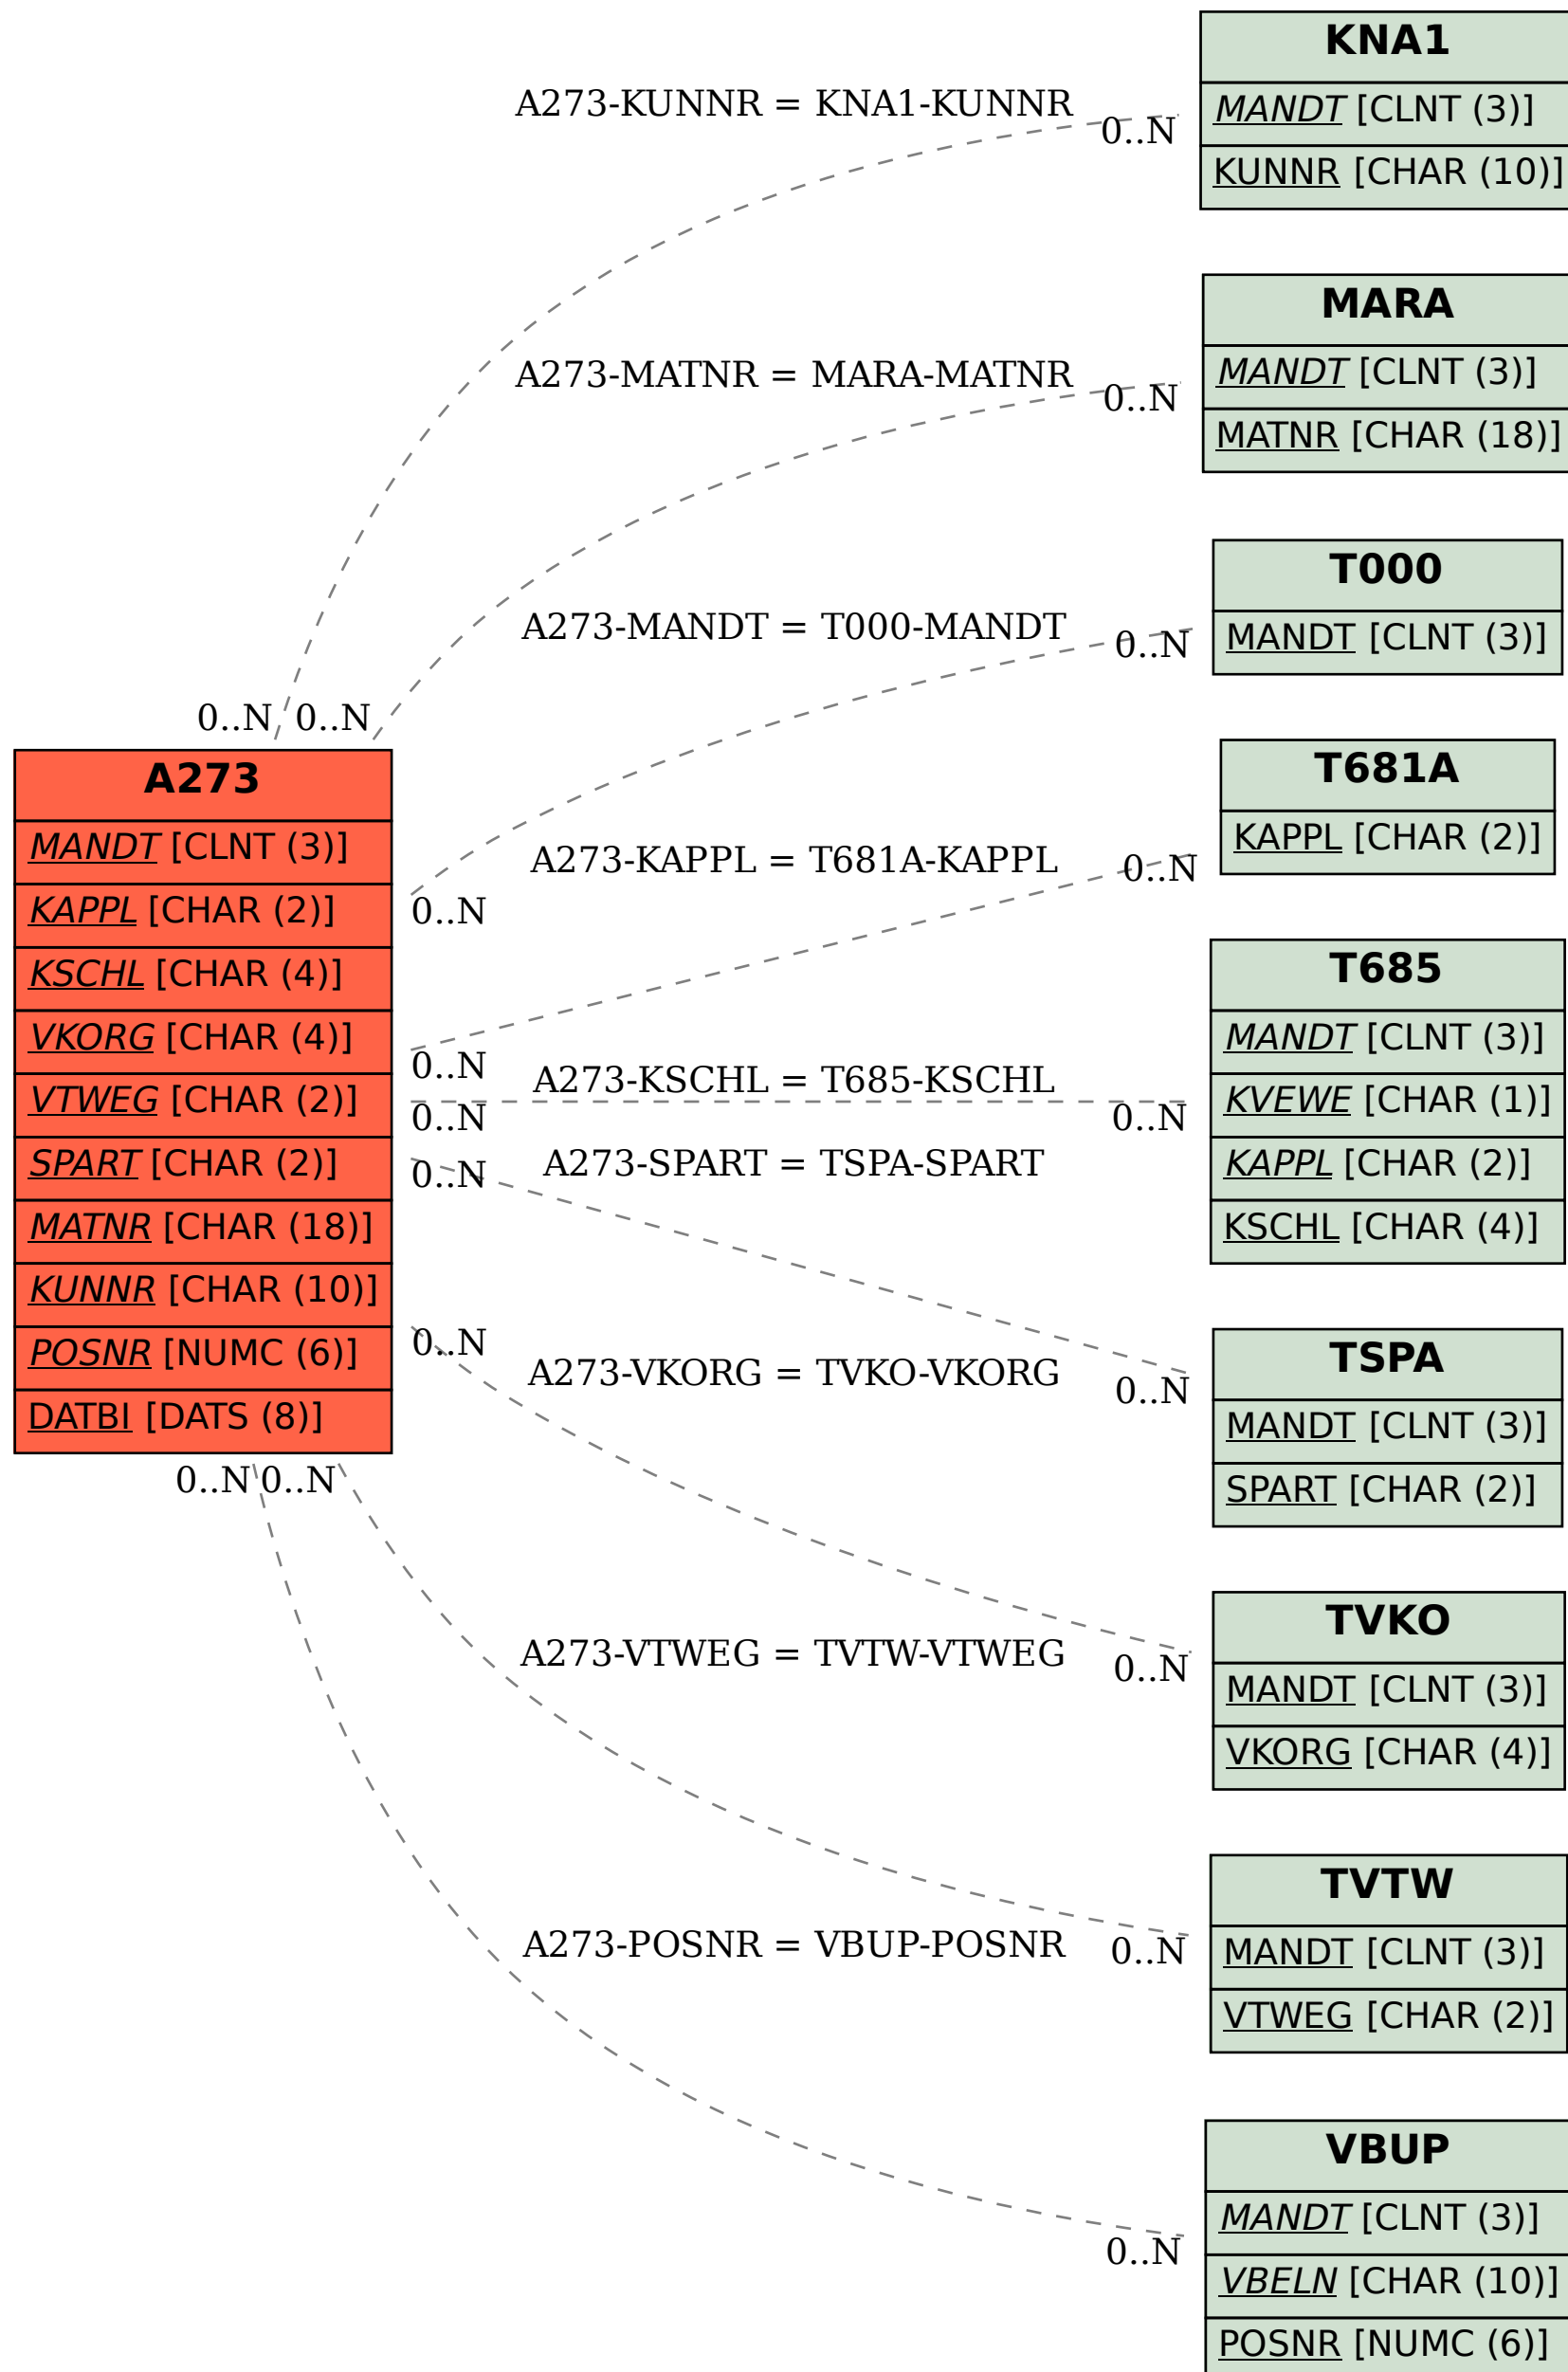 KNA1
MANDT [CLNT (3)]
KUNNR [CHAR (10)]
A273-KUNNR = KNA1-KUNNR
0..N
0..N
MARA
MANDT [CLNT (3)]
MATNR [CHAR (18)]
A273-MATNR = MARA-MATNR
0..N
0..N
T000
MANDT [CLNT (3)]
A273-MANDT = T000-MANDT
0..N
0..N
T681A
KAPPL [CHAR (2)]
A273-KAPPL = T681A-KAPPL
0..N
0..N
A273
MANDT [CLNT (3)]
KAPPL [CHAR (2)]
KSCHL [CHAR (4)]
VKORG [CHAR (4)]
VTWEG [CHAR (2)]
SPART [CHAR (2)]
MATNR [CHAR (18)]
KUNNR [CHAR (10)]
POSNR [NUMC (6)]
DATBI [DATS (8)]
T685
MANDT [CLNT (3)]
KVEWE [CHAR (1)]
KAPPL [CHAR (2)]
KSCHL [CHAR (4)]
A273-KSCHL = T685-KSCHL
0..N
0..N
TSPA
MANDT [CLNT (3)]
SPART [CHAR (2)]
A273-SPART = TSPA-SPART
0..N
0..N
TVKO
MANDT [CLNT (3)]
VKORG [CHAR (4)]
A273-VKORG = TVKO-VKORG
0..N
0..N
TVTW
MANDT [CLNT (3)]
VTWEG [CHAR (2)]
A273-VTWEG = TVTW-VTWEG
0..N
0..N
VBUP
MANDT [CLNT (3)]
VBELN [CHAR (10)]
POSNR [NUMC (6)]
A273-POSNR = VBUP-POSNR
0..N
0..N